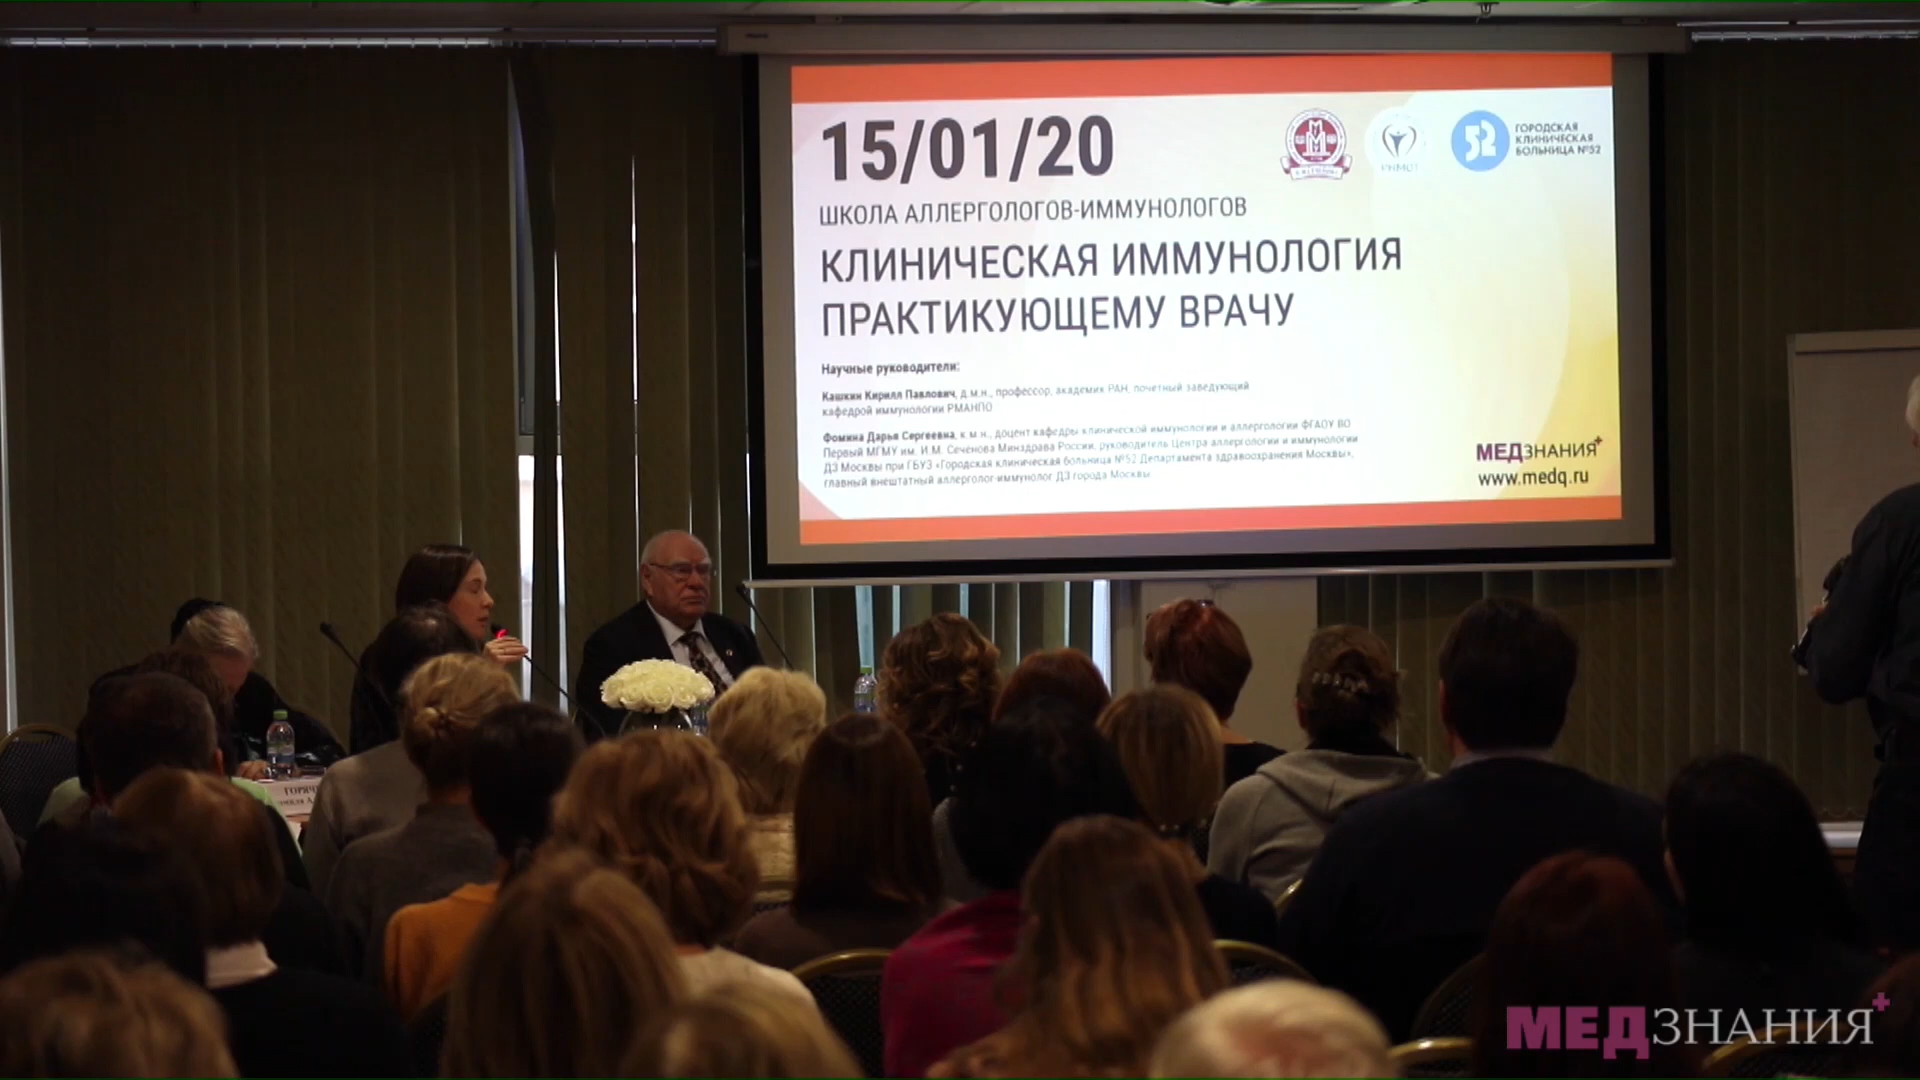 15/01/20
ШКОЛА АЛЛЕРГОЛОГОВ-ИММУНОЛОГОВ
КЛИНИЧЕСКАЯ ИММУНОЛОГИЯ
ПРАКТИКУЮЩЕМУ ВРАЧУ
РНМОТ
52
ГОРОДСКАЯ
КЛИНИЧЕСКАЯ
БОЛЬНИЦА №52
Научные руководители:
Кашкин Кирилл Павлович, д.м.н., профессор, академик РАН, почетный заведующий
кафедрой иммунологии РМАНПО
Фомина Дарья Сергеевна, к.м.н., доцент кафедры клинической иммунологии и аллергологии ФГАОУ ВО
Первый МГМУ им. И.М. Сеченова Минздрава России, руководитель Центра аллергологии и иммунологии
ДЗ Москвы при ГБУЗ «Городская клиническая больница №52 Департамента здравоохранения Москвы»,
главный внештатный аллерголог-иммунолог ДЗ города Москвы
МЕДЗНАНИЯ+
www.medq.ru
МЕДЗНАНИЯ+